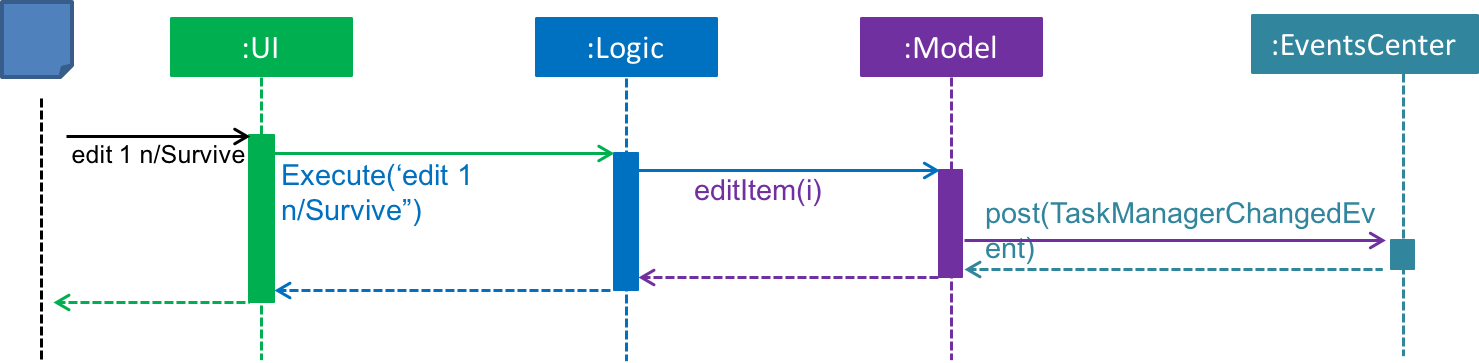 :UI
:Logic
:Model
:EventsCenter
edit 1 n/Survive
Execute(‘edit 1
n/Survive”)
editItem(i)
post(TaskManagerChangedEv
ent)